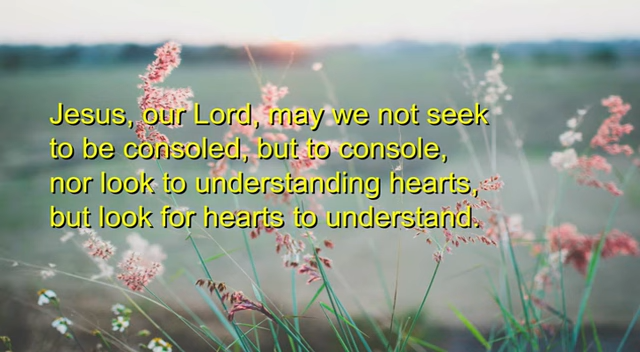 Jesus, our Lord, may we not seek
to be consoled, but to console,
nor look to understanding hearts,
but look for hearts to understand.